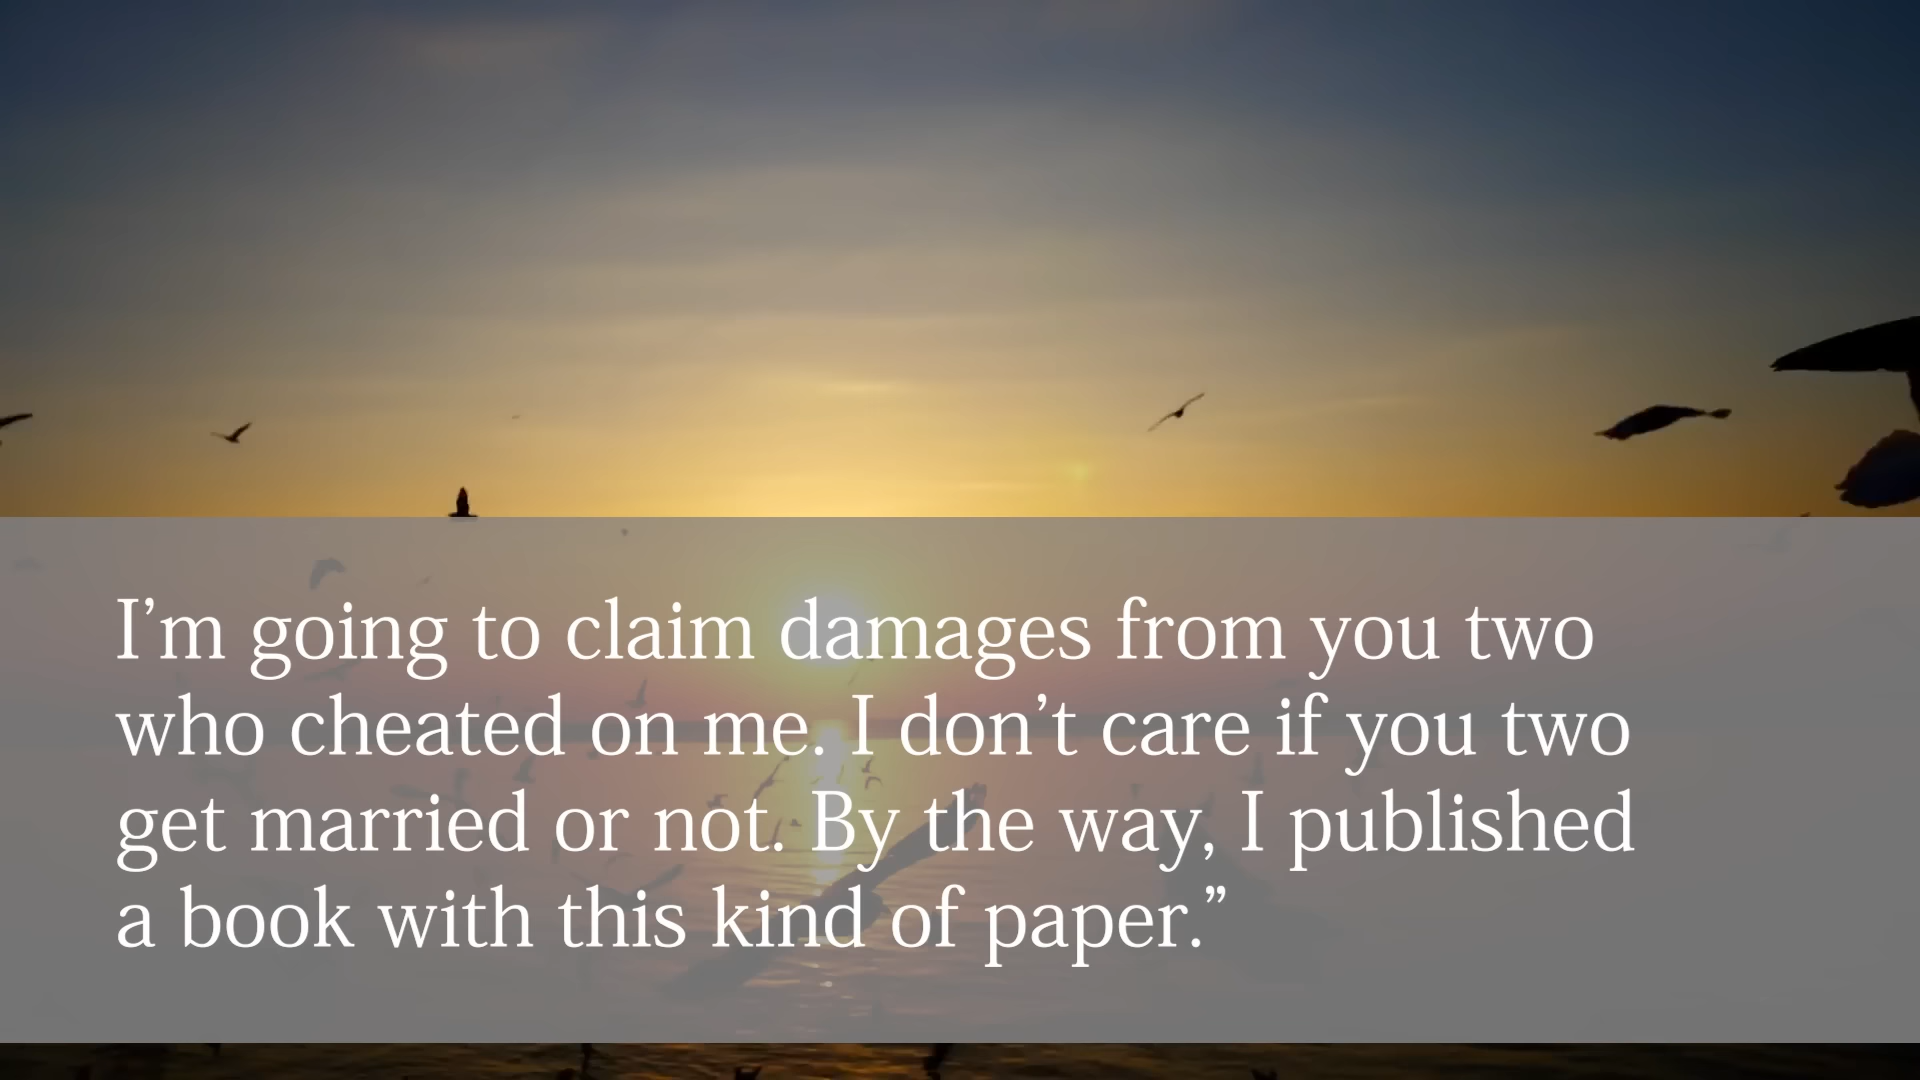 I’m going to claim damages from you two
who cheated on me. I don’t care if you two
get married or not. By the way, I published
a book with this kind of paper.”